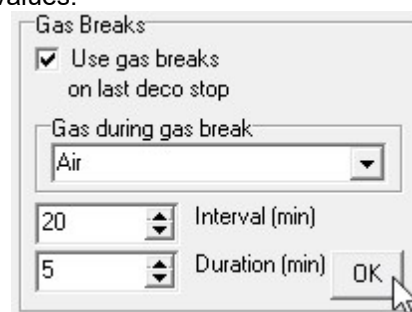 values.
Gas Breaks
Use gas breaks
on last deco stop
Gas during gas break
Air
20 Interval (min)
5 Duration (min) OK